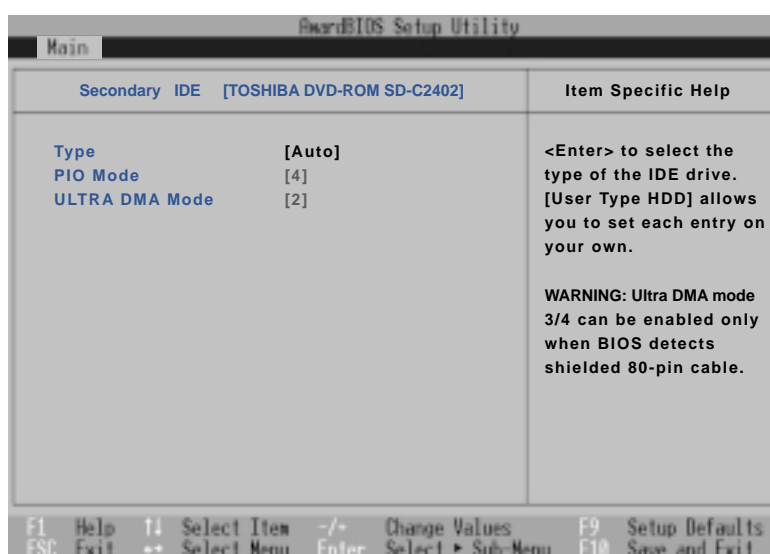 AwardBIOS Setup Utility
Main
Secondary IDE [TOSHIBA DVD-ROM SD-C2402]
Item Specific Help
Type [Auto]
PIO Mode [4]
ULTRA DMA Mode [2]
<Enter> to select the
type of the IDE drive.
[User Type HDD] allows
you to set each entry on
your own.
WARNING: Ultra DMA mode
3/4 can be enabled only
when BIOS detects
shielded 80-pin cable.
F1 Help ↑↓ Select Item -/+ Change Values F9 Setup Defaults
ESC Exit ←→ Select Menu Enter Select ► Sub-Menu F10 Save and Exit